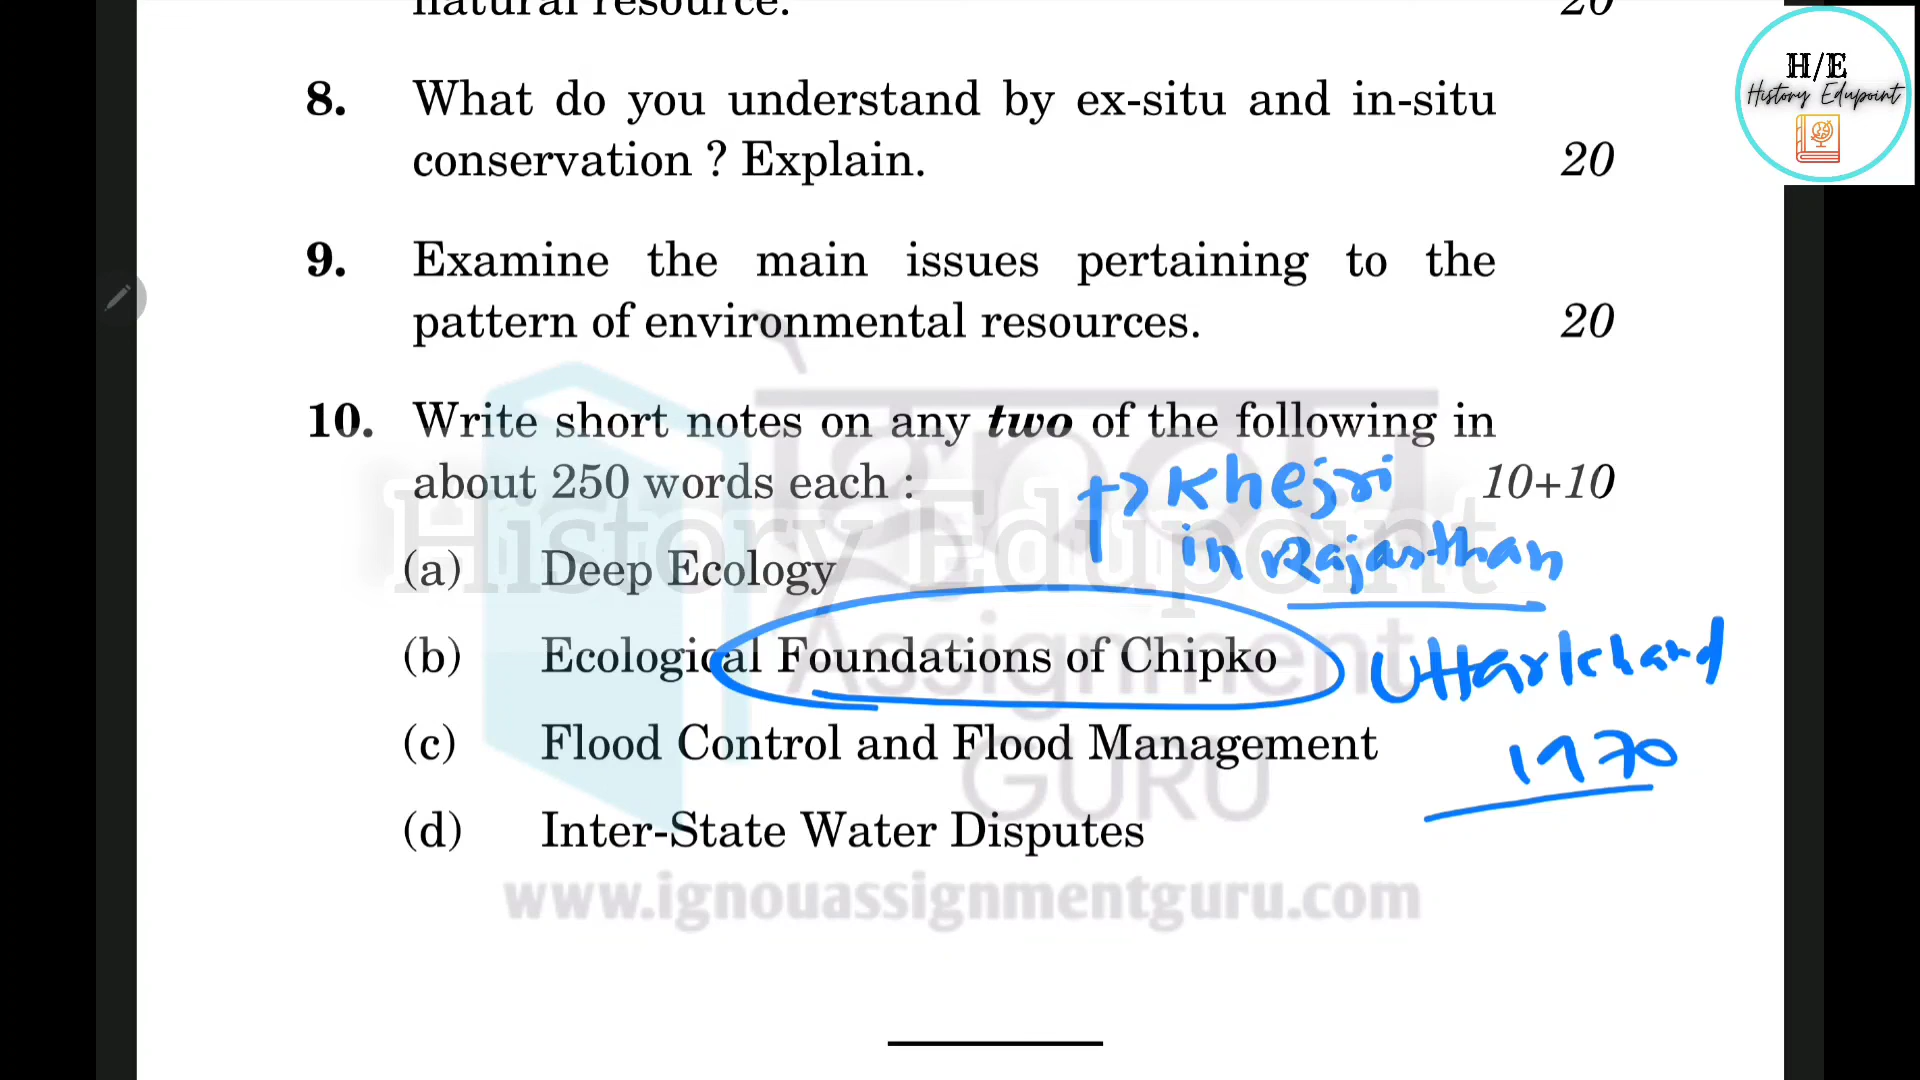 natural resource. 20
H/E
History Edupoint
8. What do you understand by ex-situ and in-situ
conservation ? Explain. 20
9. Examine the main issues pertaining to the
pattern of environmental resources. 20
10. Write short notes on any two of the following in
about 250 words each : 10+10
Khejri
in Rajasthan
(a) Deep Ecology
(b) Ecological Foundations of Chipko
Uttarkhand
1970
(c) Flood Control and Flood Management
(d) Inter-State Water Disputes
History Edupoint
ignou
Assignment
GURU
www.ignouassignmentguru.com